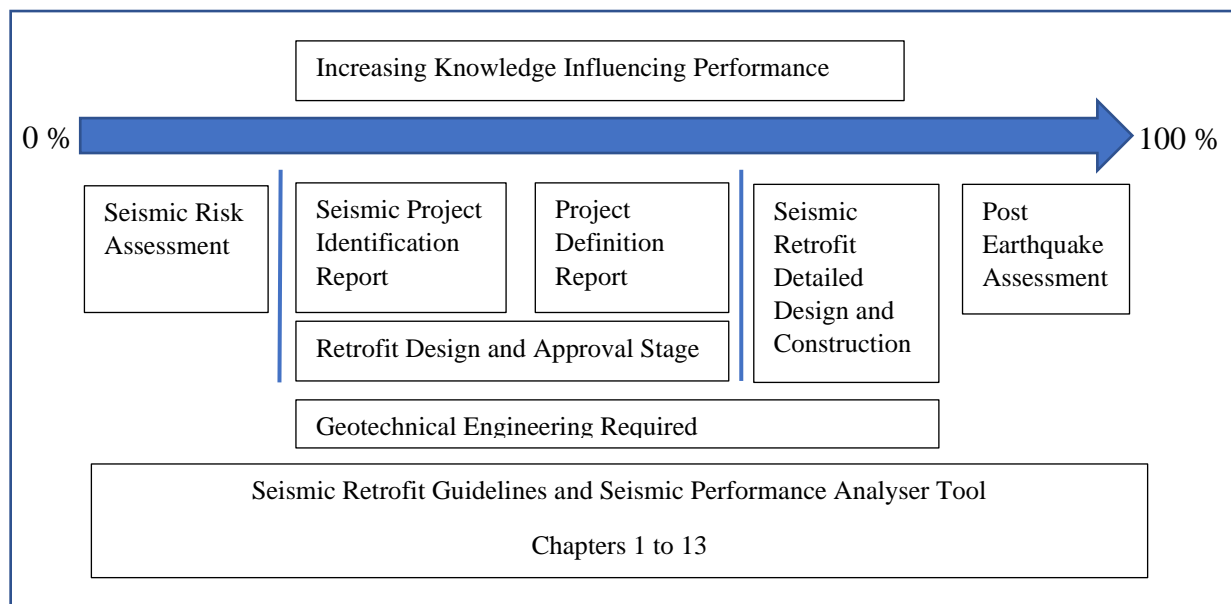 Increasing Knowledge Influencing Performance
0 %
100 %
Seismic Risk
Assessment
Seismic Project
Identification
Report
Project
Definition
Report
Seismic
Retrofit
Detailed
Design and
Construction
Post
Earthquake
Assessment
Retrofit Design and Approval Stage
Geotechnical Engineering Required
Seismic Retrofit Guidelines and Seismic Performance Analyser Tool
Chapters 1 to 13